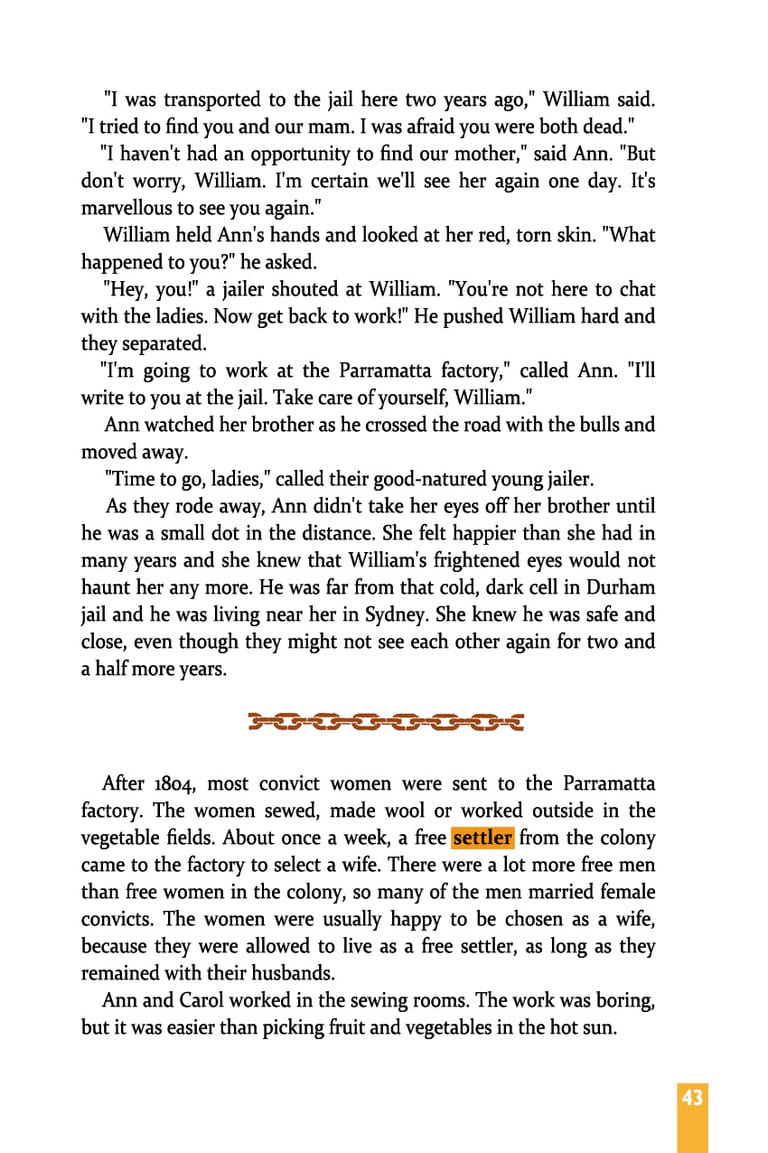 "I was transported to the jail here two years ago," William said.
"I tried to find you and our mam. I was afraid you were both dead."
"I haven't had an opportunity to find our mother," said Ann. "But
don't worry, William. I'm certain we'll see her again one day. It's
marvellous to see you again."
William held Ann's hands and looked at her red, torn skin. "What
happened to you?" he asked.
"Hey, you!" a jailer shouted at William. "You're not here to chat
with the ladies. Now get back to work!" He pushed William hard and
they separated.
"I'm going to work at the Parramatta factory," called Ann. "I'll
write to you at the jail. Take care of yourself, William."
Ann watched her brother as he crossed the road with the bulls and
moved away.
"Time to go, ladies," called their good-natured young jailer.
As they rode away, Ann didn't take her eyes off her brother until
he was a small dot in the distance. She felt happier than she had in
many years and she knew that William's frightened eyes would not
haunt her any more. He was far from that cold, dark cell in Durham
jail and he was living near her in Sydney. She knew he was safe and
close, even though they might not see each other again for two and
a half more years.
After 1804, most convict women were sent to the Parramatta
factory. The women sewed, made wool or worked outside in the
vegetable fields. About once a week, a free settler from the colony
came to the factory to select a wife. There were a lot more free men
than free women in the colony, so many of the men married female
convicts. The women were usually happy to be chosen as a wife,
because they were allowed to live as a free settler, as long as they
remained with their husbands.
Ann and Carol worked in the sewing rooms. The work was boring,
but it was easier than picking fruit and vegetables in the hot sun.
43